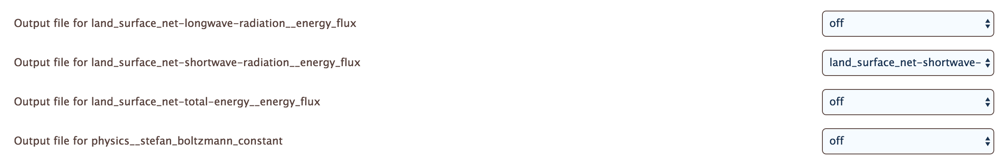 Output file for land_surface_net-longwave-radiation__energy_flux off
Output file for land_surface_net-shortwave-radiation__energy_flux land_surface_net-shortwave-
Output file for land_surface_net-total-energy__energy_flux off
Output file for physics__stefan_boltzmann_constant off